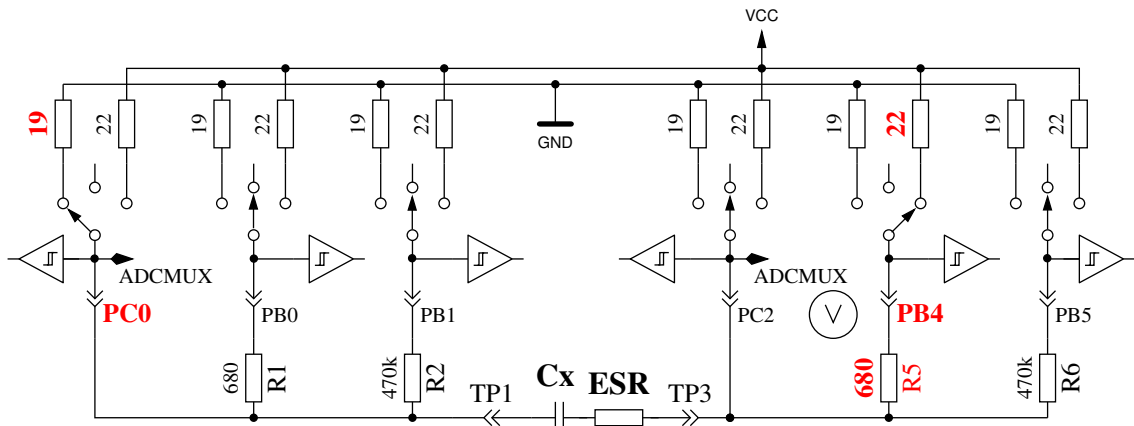 VCC
19
22
19
22
19
22
19
22
19
22
19
22
GND
ADCMUX
ADCMUX
PC0
PB0
PB1
PC2
V
PB4
PB5
680
R1
470k
R2
680
R5
470k
R6
TP1
Cx
ESR
TP3